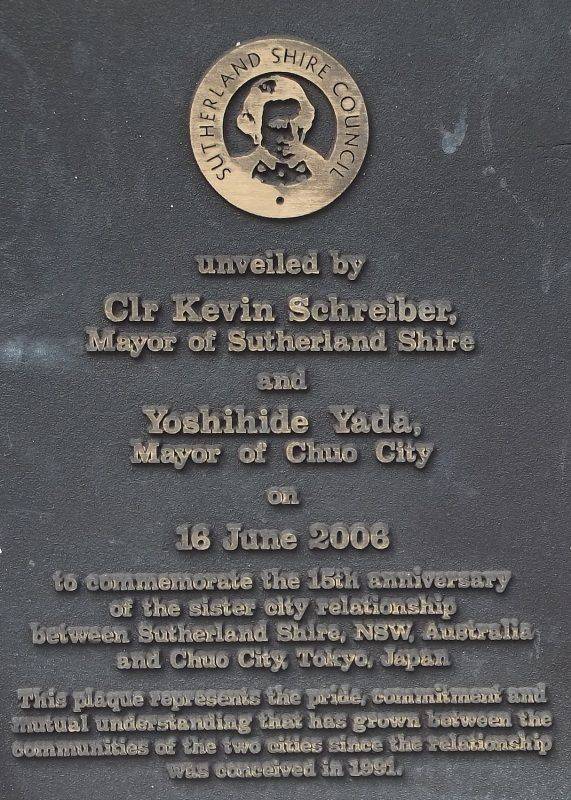 SUTHERLAND SHIRE COUNCIL
unveiled by
Clr Kevin Schreiber,
Mayor of Sutherland Shire
and
Yoshihide Yada,
Mayor of Chuo City
on
16 June 2006
to commemorate the 15th anniversary
of the sister city relationship
between Sutherland Shire, NSW, Australia
and Chuo City, Tokyo, Japan
This plaque represents the pride, commitment and
mutual understanding that has grown between the
communities of the two cities since the relationship
was conceived in 1991.